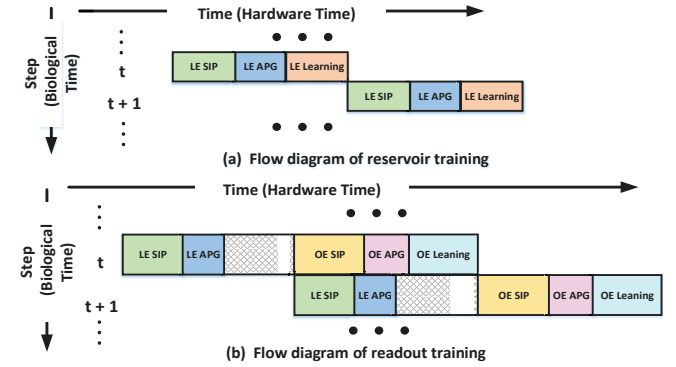 Time (Hardware Time)
Step
(Biological
Time)
t
LE SIP LE APG LE Learning
t + 1
LE SIP LE APG LE Learning
(a) Flow diagram of reservoir training
Time (Hardware Time)
Step
(Biological
Time)
t
LE SIP LE APG OE SIP OE APG OE Leaning
t + 1
LE SIP LE APG OE SIP OE APG OE Leaning
(b) Flow diagram of readout training